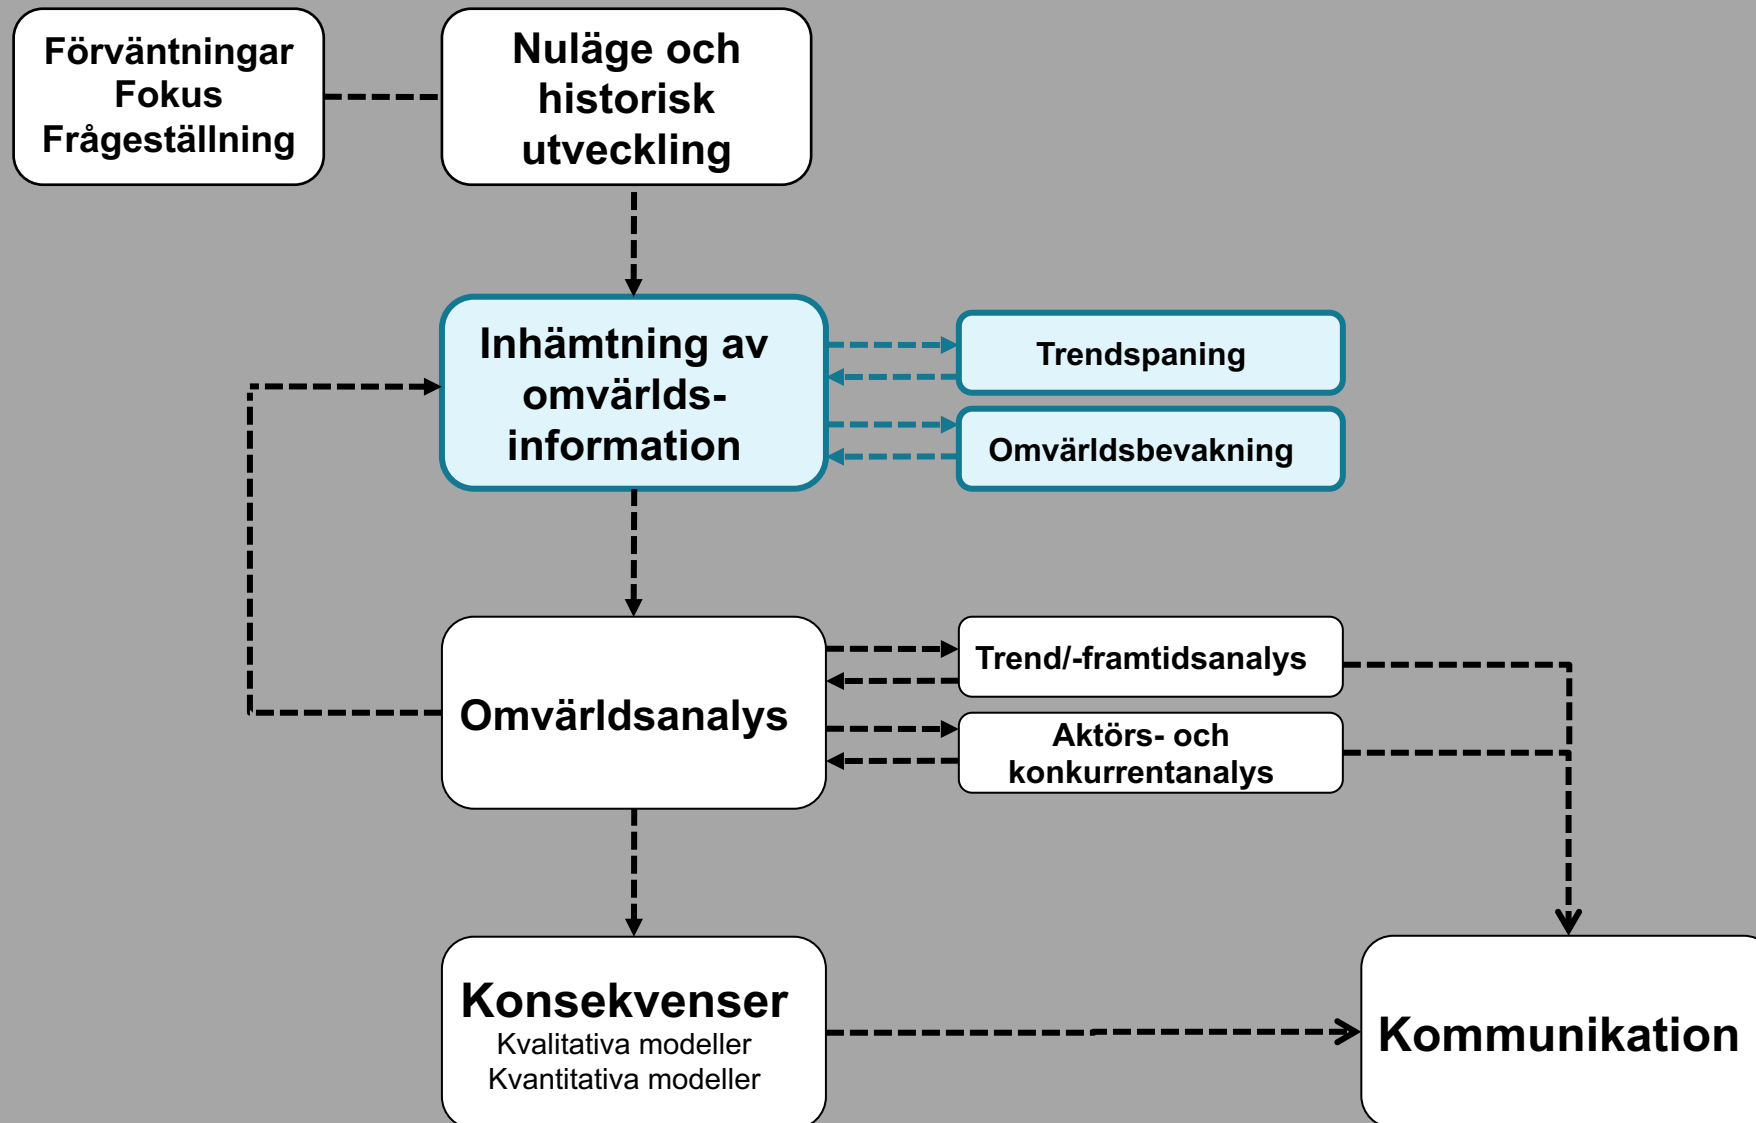 Förväntningar
Fokus
Frågeställning
Nuläge och
historisk
utveckling
Inhämtning av
omvärlds-
information
Trendspaning
Omvärldsbevakning
Omvärldsanalys
Trend/-framtidsanalys
Aktörs- och
konkurrentanalys
Konsekvenser
Kvalitativa modeller
Kvantitativa modeller
Kommunikation